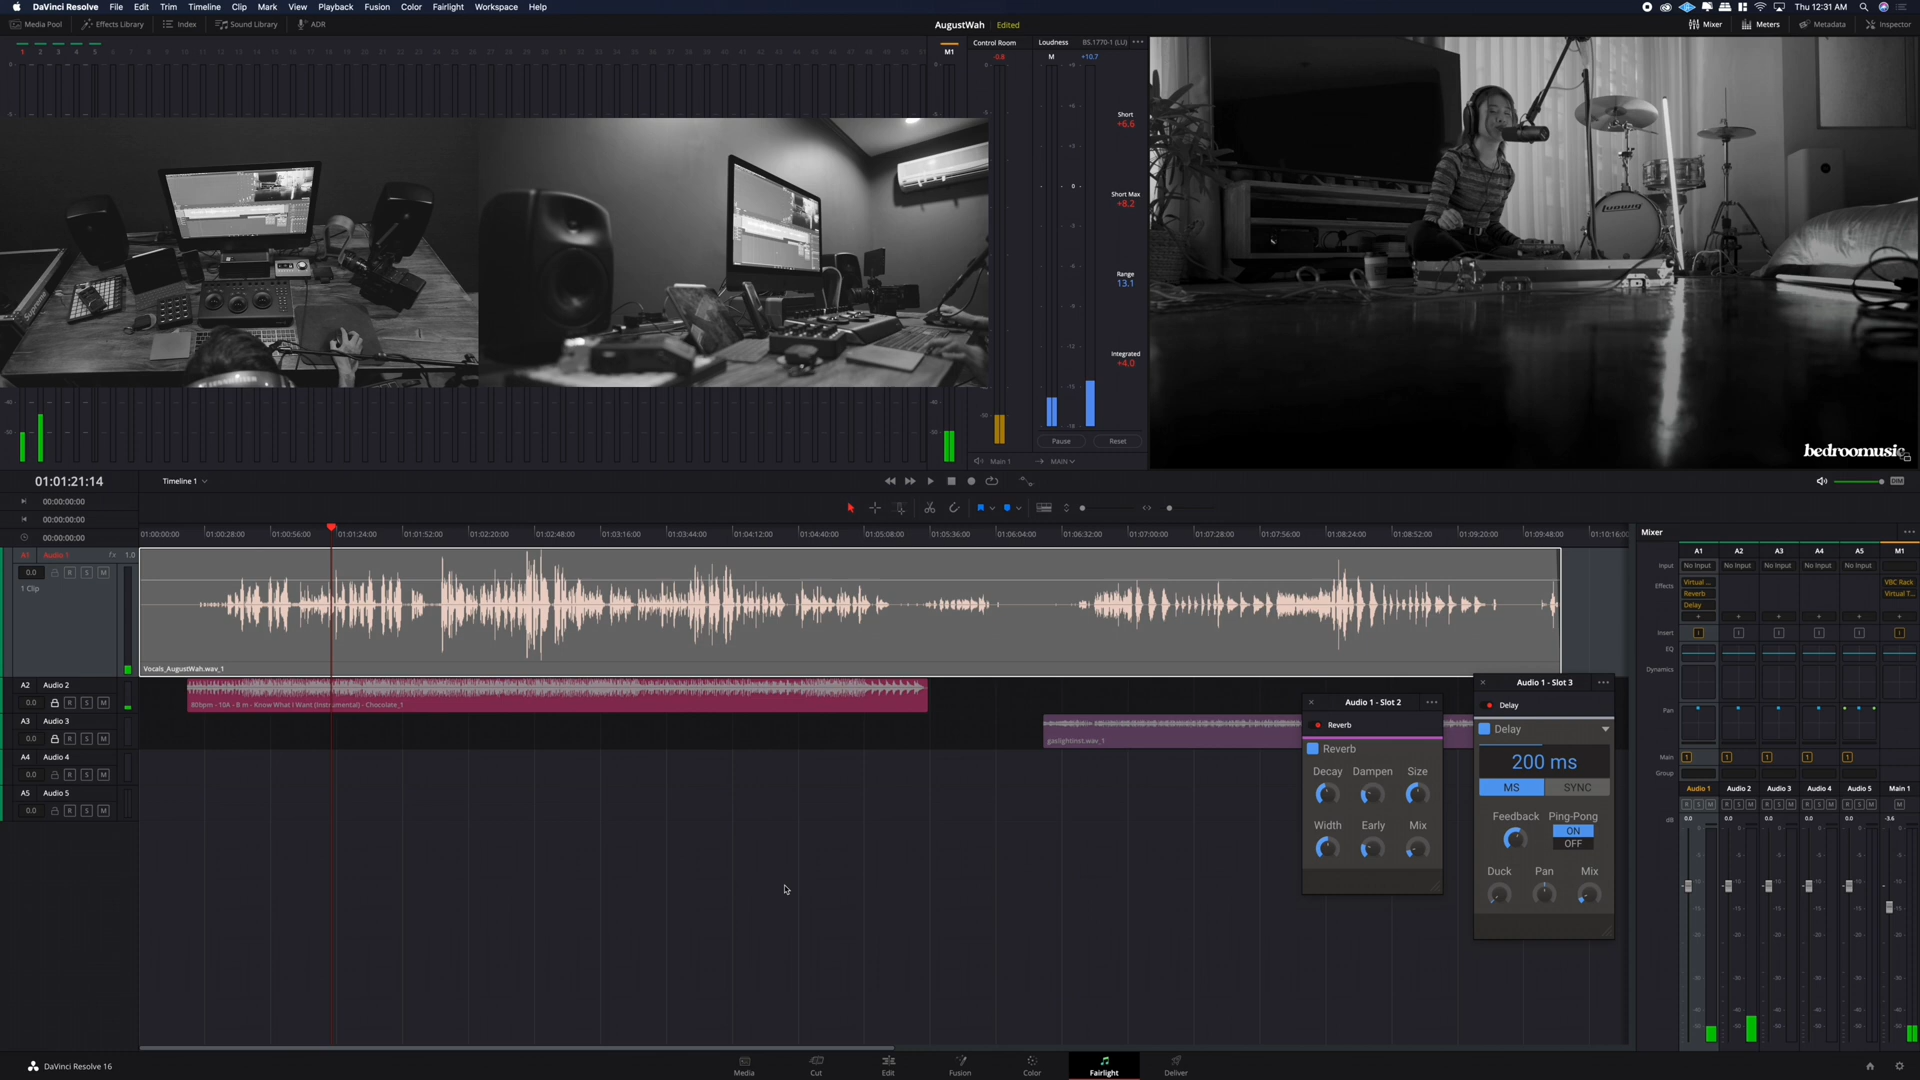 DaVinci Resolve File Edit Trim Timeline Clip Mark View Playback Fusion Color Fairlight Workspace Help
Thu 12:31 AM
Media Pool Effects Library Index Sound Library ADR
AugustWah Edited
Mixer Meters Metadata Inspector
M1
Control Room
Loudness BS.1770-1 (LU)
-0.8
M +10.7
Short
+6.6
Short Max
+8.2
Range
13.1
Integrated
+4.0
Pause Reset
Main 1 MAIN
Supreme
LUDWIG
bedroomusic
01:01:21:14
Timeline 1
DIM
00:00:00:00
00:00:00:00
00:00:00:00
01:00:00:00 01:00:28:00 01:00:56:00 01:01:24:00 01:01:52:00 01:02:20:00 01:02:48:00 01:03:16:00 01:03:44:00 01:04:12:00 01:04:40:00 01:05:08:00 01:05:36:00 01:06:04:00 01:06:32:00 01:07:00:00 01:07:28:00 01:07:56:00 01:08:24:00 01:08:52:00 01:09:20:00 01:09:48:00 01:10:16:00
A1 Audio 1 fx 1.0
0.0 R S M
1 Clip
Vocals_AugustWah.wav_1
A2 Audio 2
0.0 R S M
80bpm - 10A - B m - Know What I Want (Instrumental) - Chocolate_1
A3 Audio 3
0.0 R S M
gaslightinst.wav_1
A4 Audio 4
0.0 R S M
A5 Audio 5
0.0 R S M
Audio 1 - Slot 2
Reverb
Reverb
Decay Dampen Size
Width Early Mix
Audio 1 - Slot 3
Delay
Delay
200 ms
MS SYNC
Feedback Ping-Pong
ON
OFF
Duck Pan Mix
Mixer
A1 A2 A3 A4 A5 M1
Input No Input No Input No Input No Input No Input
Effects Virtual ... VBC Rack
Reverb Virtual T...
Delay
Insert
EQ
Dynamics
Pan
Main 1 1 1 1 1
Group
Audio 1 Audio 2 Audio 3 Audio 4 Audio 5 Main 1
R S M R S M R S M R S M R S M M
dB 0.0 0.0 0.0 0.0 0.0 -3.6
DaVinci Resolve 16
Media Cut Edit Fusion Color Fairlight Deliver